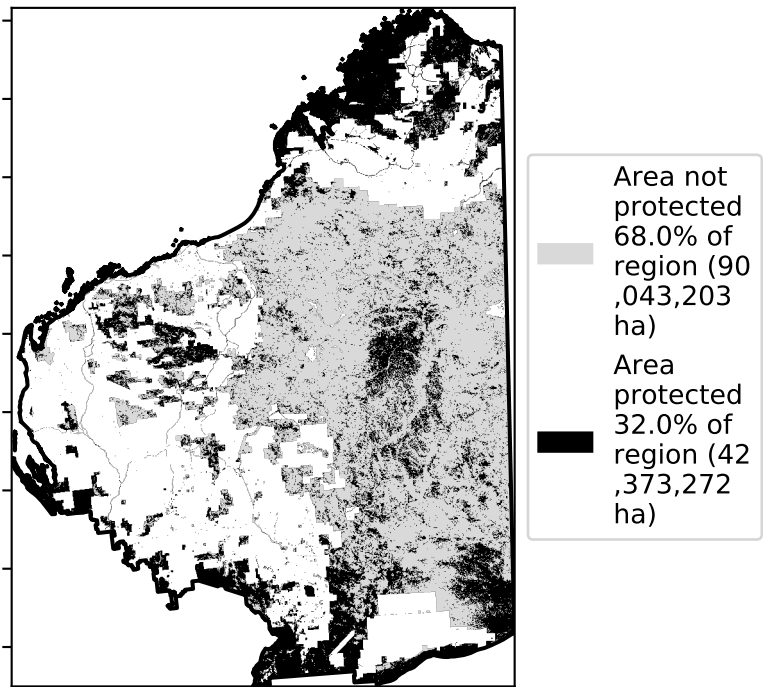 Area not
protected
68.0% of
region (90
,043,203
ha)
Area
protected
32.0% of
region (42
,373,272
ha)